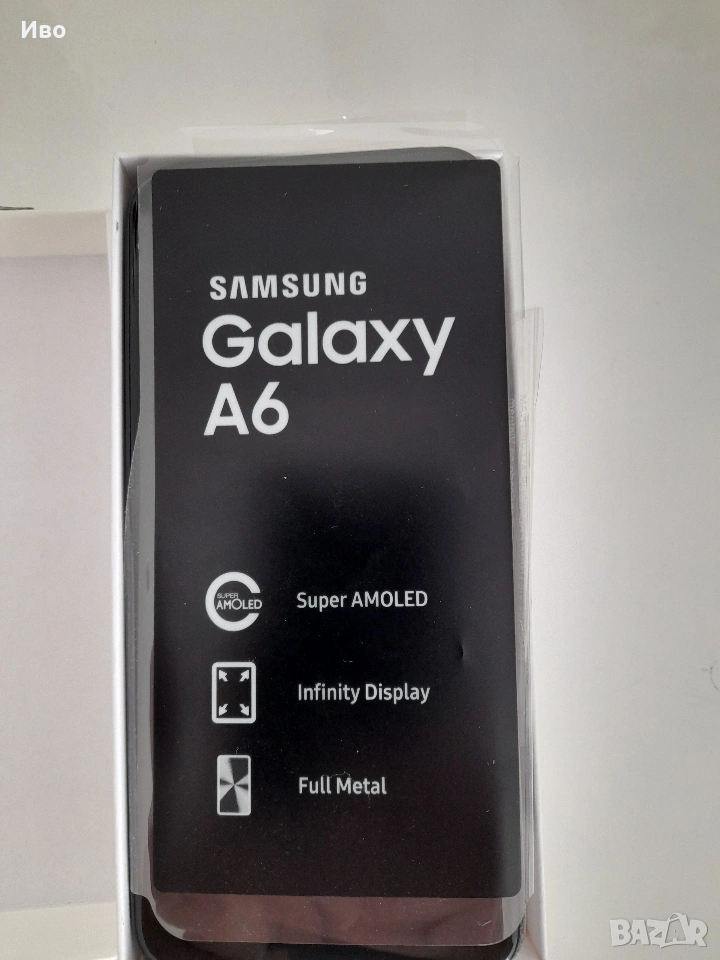 Иво
SAMSUNG
Galaxy
A6
SUPER
AMOLED
Super AMOLED
Infinity Display
Full Metal
BAZAR